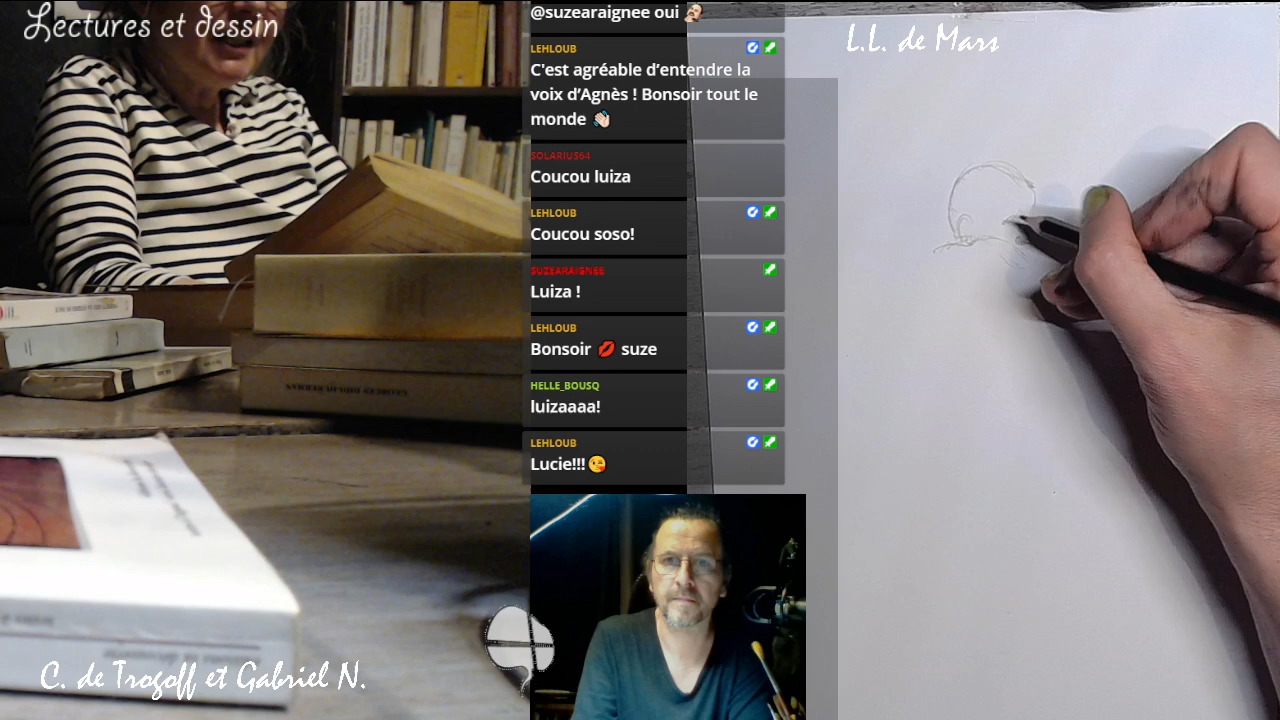 Lectures et dessin
@suzearaignee oui
LEHLOUB
C'est agréable d'entendre la
voix d'Agnès ! Bonsoir tout le
monde
SOLARIUS64
Coucou luiza
LEHLOUB
Coucou soso!
SUZEARAIGNEE
Luiza !
LEHLOUB
Bonsoir 💋 suze
HELLE_BOUSQ
luizaaaa!
LEHLOUB
Lucie!!!😘
L.L. de Mars
C. de Trogoff et Gabriel N.